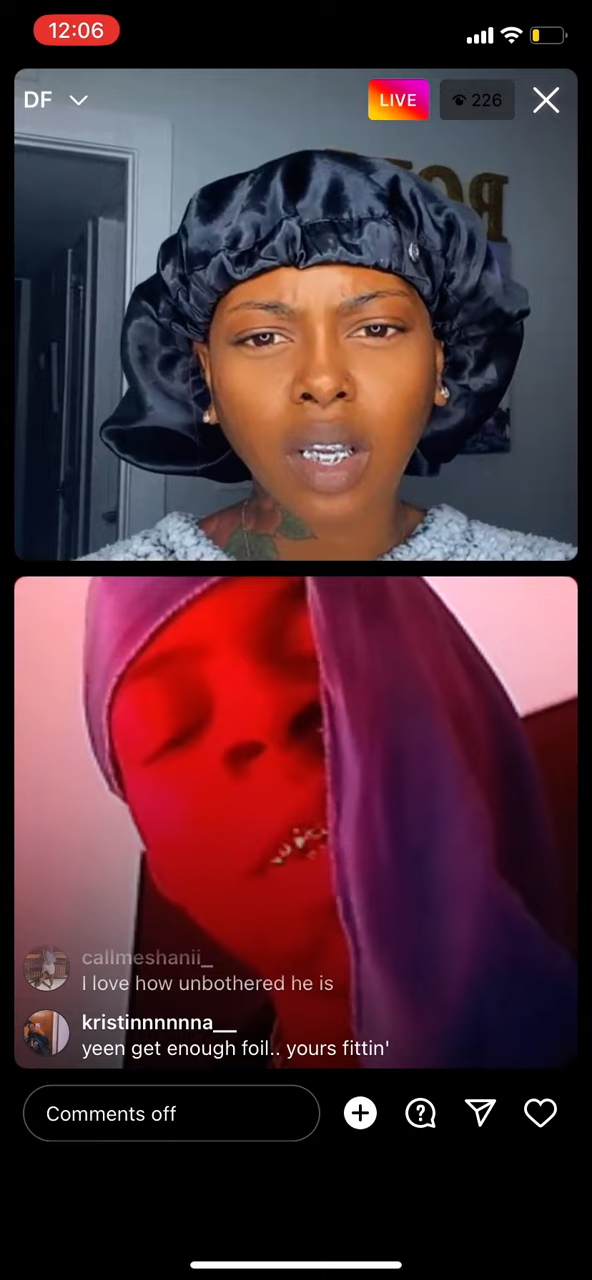 12:06
DF
LIVE
226
callmeshanii_
I love how unbothered he is
kristinnnnnna__
yeen get enough foil.. yours fittin'
Comments off